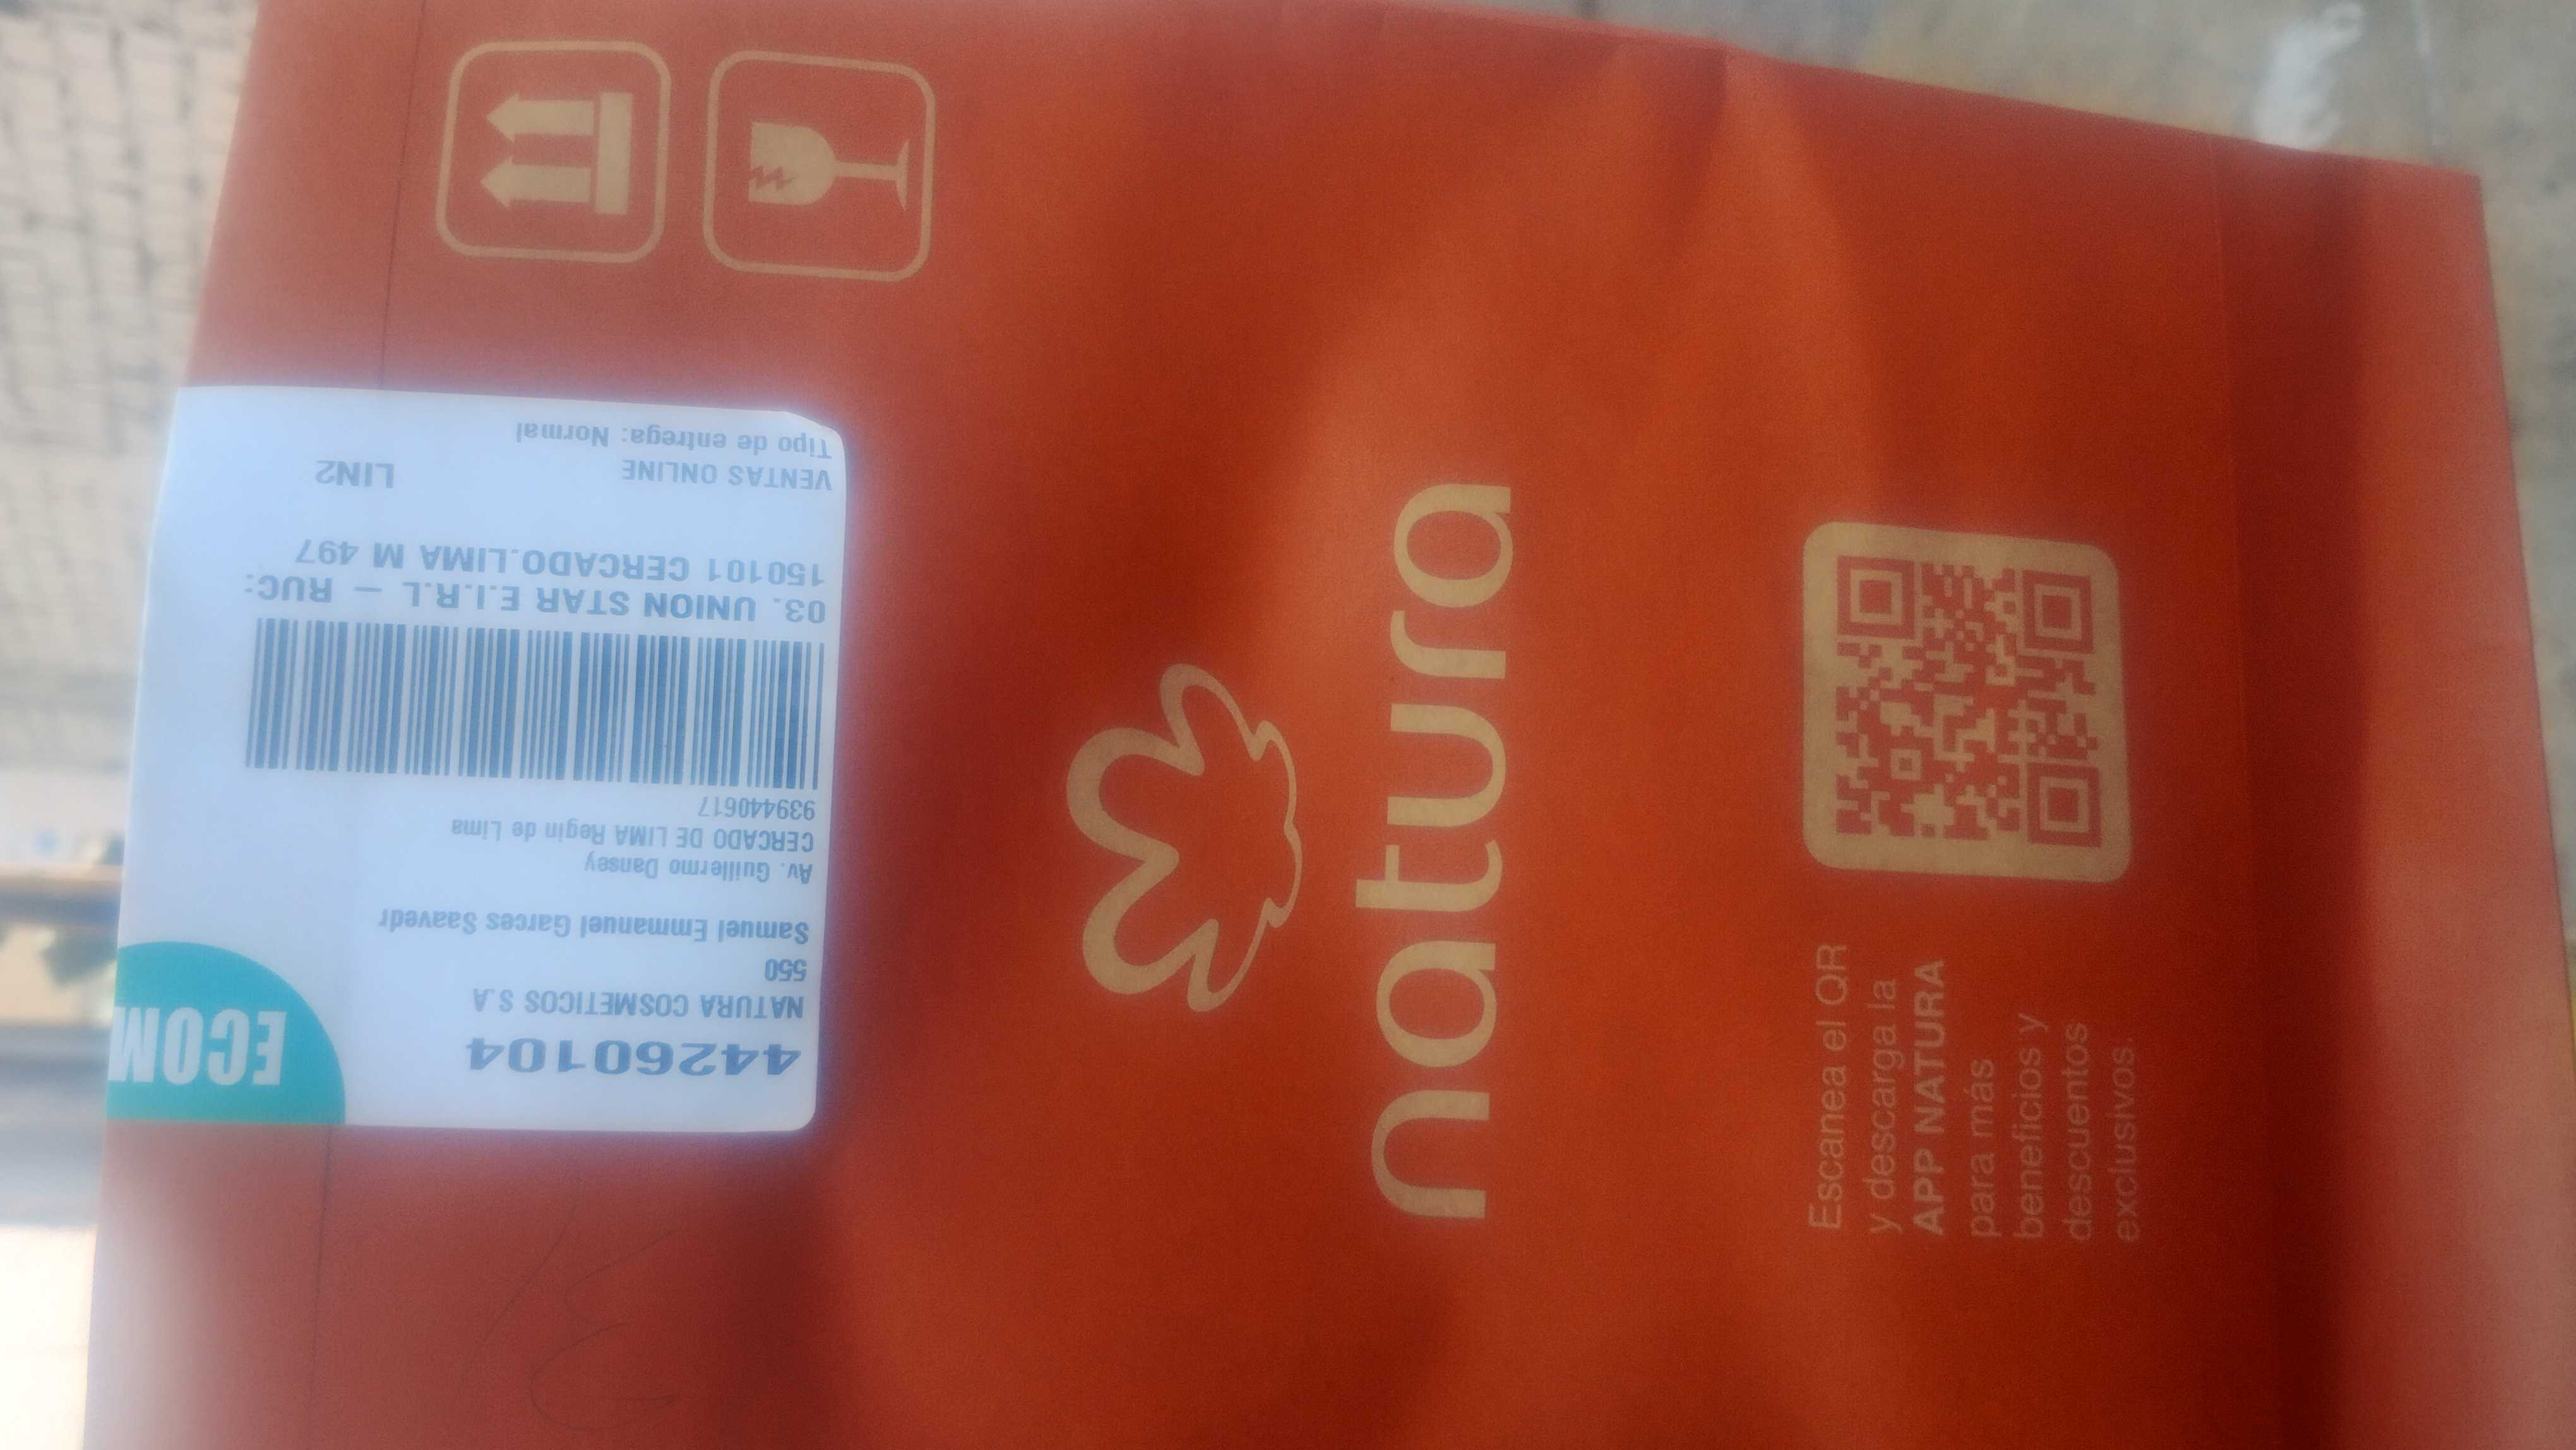 44260104
NATURA COSMETICOS S.A
550
Samuel Emmanuel Garces Saavedr
Av. Guillermo Dansey
CERCADO DE LIMA Regin de Lima
939440617
03. UNION STAR E.I.R.L - RUC:
150101 CERCADO.LIMA M 497
VENTAS ONLINE LIN2
Tipo de entrega: Normal
ECOM
natura
Escanea el QR
y descarga la
APP NATURA
para más
beneficios y
descuentos
exclusivos.